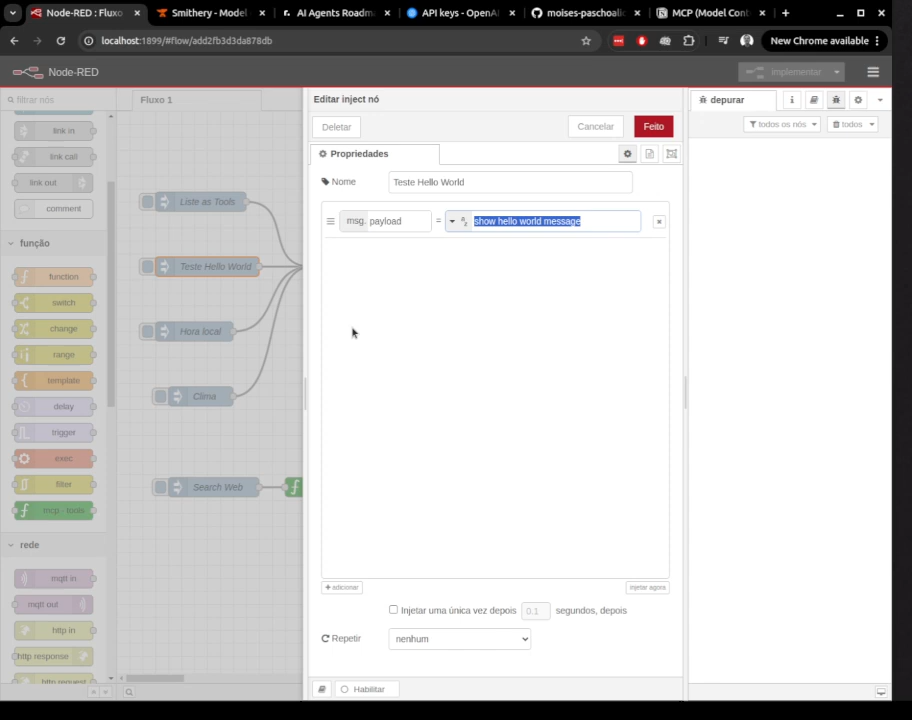 Node-RED : Fluxo
Smithery - Model
AI Agents Roadma
API keys - OpenA
moises-paschoali
MCP (Model Cont
localhost:1899/#flow/add2fb3d3da878db
New Chrome available
Node-RED
Implementar
filtrar nós
Fluxo 1
Editar inject nó
depurar
Deletar
Cancelar
Feito
todos os nós
todos
Propriedades
link in
link call
link out
comment
função
function
switch
change
range
template
delay
trigger
exec
filter
mcp - tools
rede
mqtt in
mqtt out
http in
http response
http request
Liste as Tools
Teste Hello World
Hora local
Clima
Search Web
Nome
Teste Hello World
msg. payload = az show hello world message
adicionar
injetar agora
Injetar uma única vez depois 0.1 segundos, depois
Repetir nenhum
Habilitar